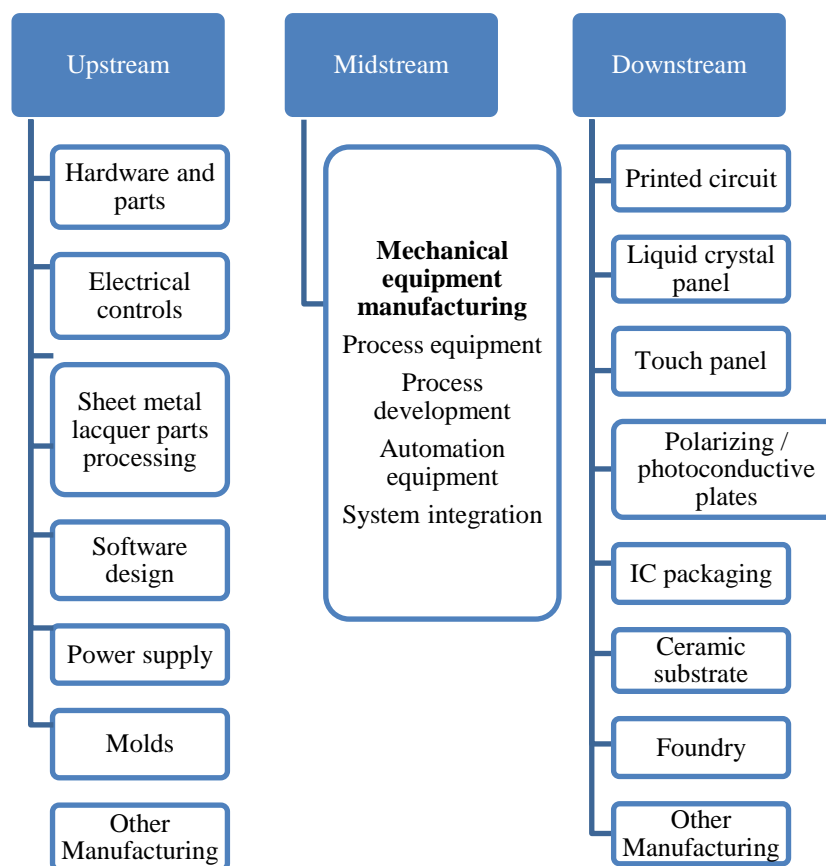 Upstream
Hardware and
parts
Electrical
controls
Sheet metal
lacquer parts
processing
Software
design
Power supply
Molds
Other
Manufacturing
Midstream
Mechanical
equipment
manufacturing
Process equipment
Process
development
Automation
equipment
System integration
Downstream
Printed circuit
Liquid crystal
panel
Touch panel
Polarizing /
photoconductive
plates
IC packaging
Ceramic
substrate
Foundry
Other
Manufacturing